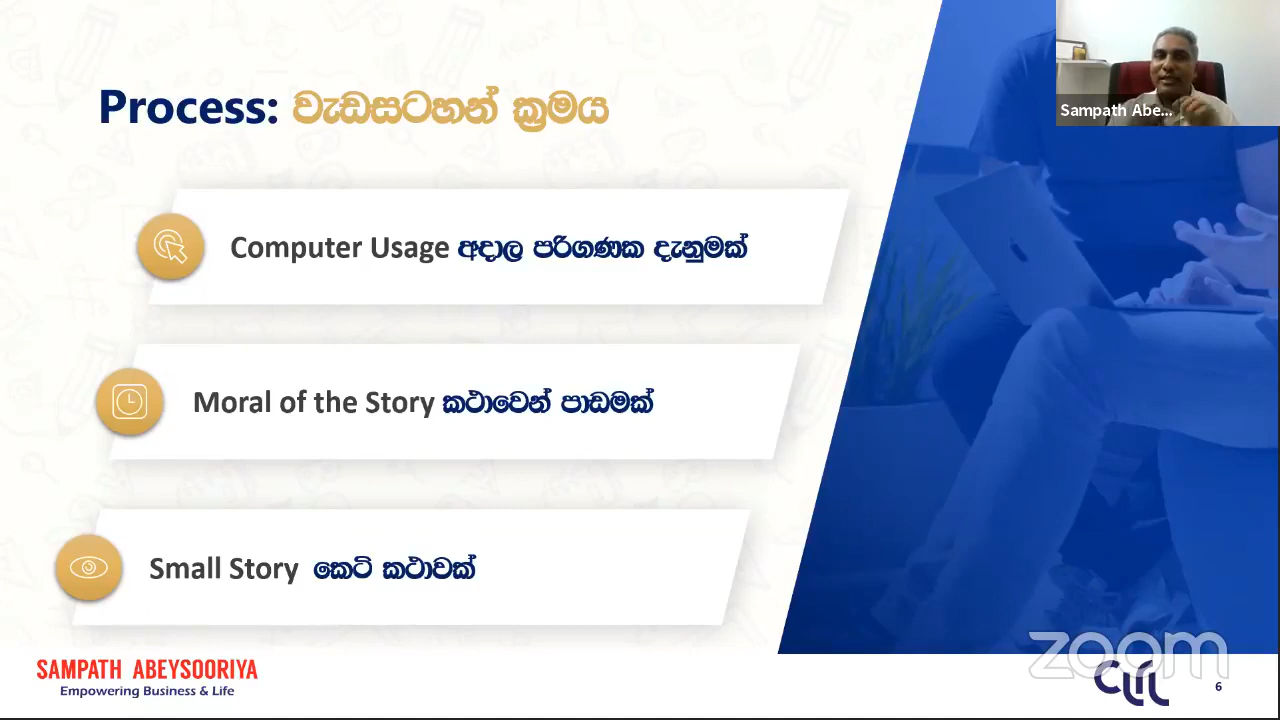 Sampath Abe...
Process: වැඩසටහන් ක්‍රමය
Computer Usage අදාල පරිගණක දැනුමක්
Moral of the Story කථාවෙන් පාඩමක්
Small Story කෙටි කථාවක්
SAMPATH ABEYSOORIYA
Empowering Business & Life
zoom
6